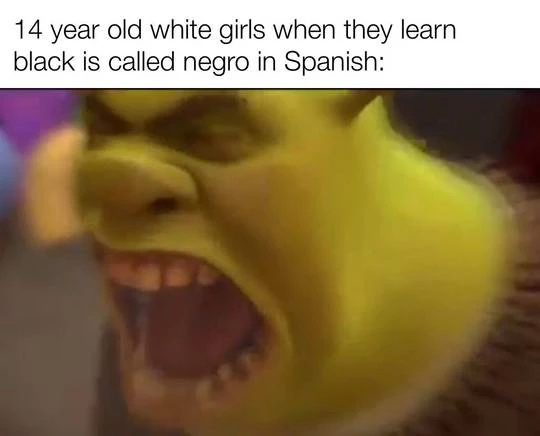 14 year old white girls when they learn
black is called negro in Spanish: